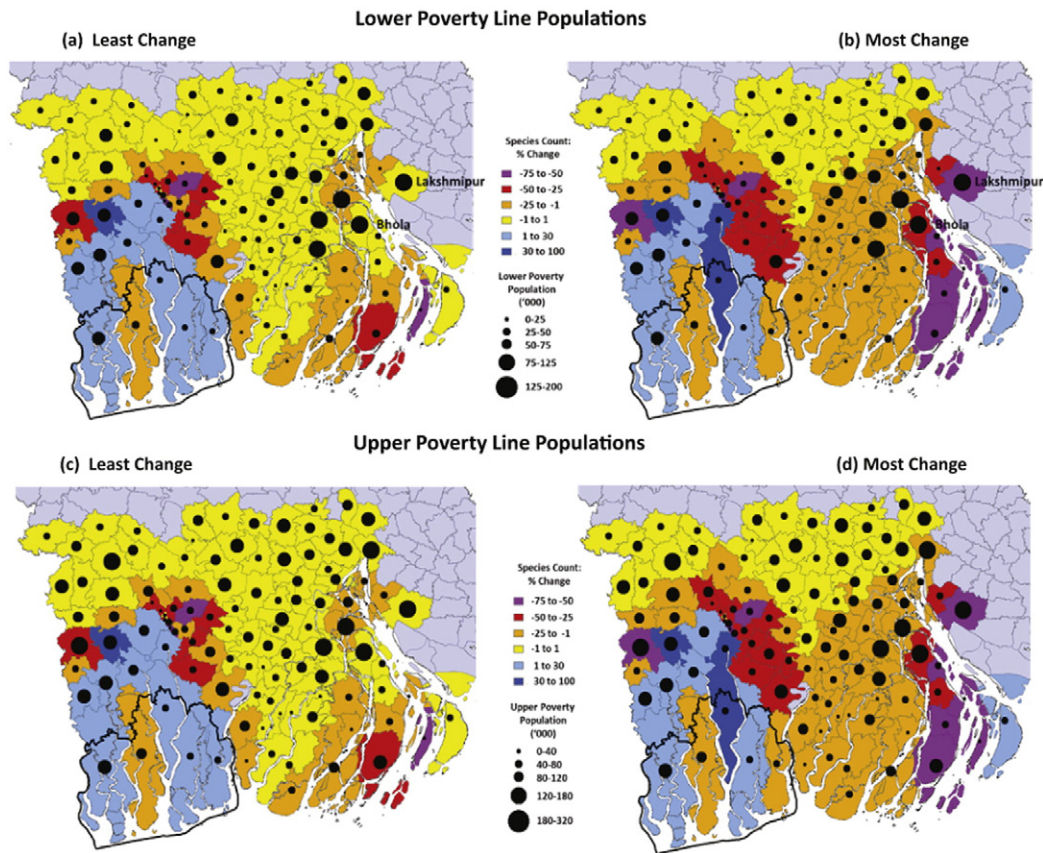 Lower Poverty Line Populations
(a) Least Change
(b) Most Change
Species Count:
% Change
-75 to -50
-50 to -25
-25 to -1
-1 to 1
1 to 30
30 to 100
Lower Poverty
Population
('000)
0-25
25-50
50-75
75-125
125-200
Lakshmipur
Bhola
Lakshmipur
Bhola
Upper Poverty Line Populations
(c) Least Change
(d) Most Change
Species Count:
% Change
-75 to -50
-50 to -25
-25 to -1
-1 to 1
1 to 30
30 to 100
Upper Poverty
Population
('000)
0-40
40-80
80-120
120-180
180-320